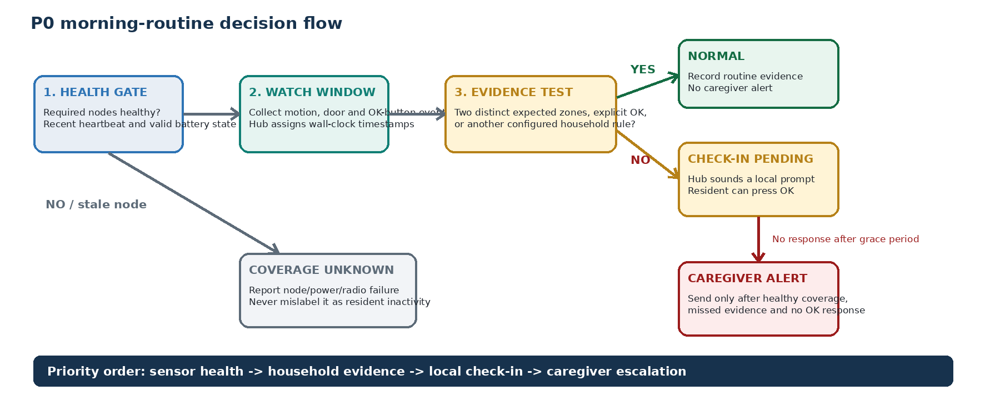 P0 morning-routine decision flow
1. HEALTH GATE
Required nodes healthy?
Recent heartbeat and valid battery state
2. WATCH WINDOW
Collect motion, door and OK-button events
Hub assigns wall-clock timestamps
3. EVIDENCE TEST
Two distinct expected zones, explicit OK,
or another configured household rule?
YES
NORMAL
Record routine evidence
No caregiver alert
NO
CHECK-IN PENDING
Hub sounds a local prompt
Resident can press OK
No response after grace period
CAREGIVER ALERT
Send only after healthy coverage,
missed evidence and no OK response
NO / stale node
COVERAGE UNKNOWN
Report node/power/radio failure
Never mislabel it as resident inactivity
Priority order: sensor health -> household evidence -> local check-in -> caregiver escalation